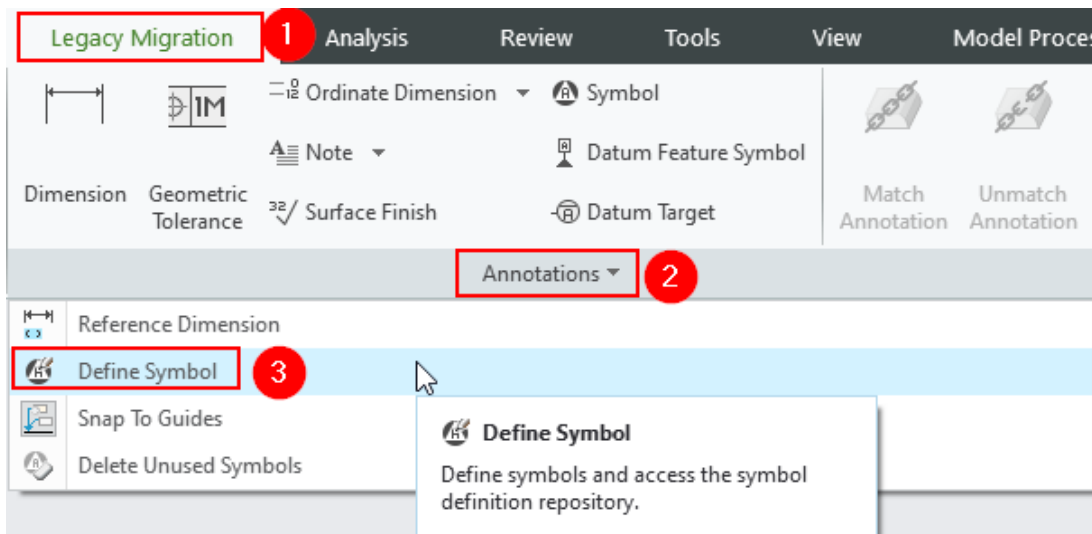 Legacy Migration 1 Analysis Review Tools View Model Proces
Ordinate Dimension Symbol
Note Datum Feature Symbol
Dimension Geometric Tolerance Surface Finish Datum Target Match Annotation Unmatch Annotation
Annotations 2
Reference Dimension
Define Symbol 3
Snap To Guides
Delete Unused Symbols
Define Symbol
Define symbols and access the symbol
definition repository.